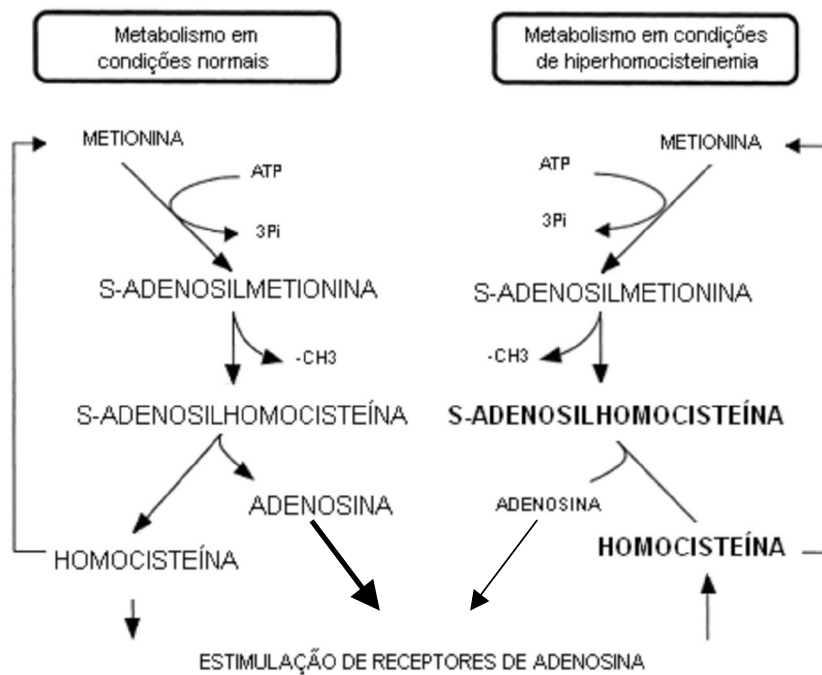 Metabolismo em
condições normais
METIONINA
ATP
3Pi
S-ADENOSILMETIONINA
-CH3
S-ADENOSILHOMOCISTEÍNA
ADENOSINA
HOMOCISTEÍNA
Metabolismo em condições
de hiperhomocisteinemia
METIONINA
ATP
3Pi
S-ADENOSILMETIONINA
-CH3
S-ADENOSILHOMOCISTEÍNA
ADENOSINA
HOMOCISTEÍNA
ESTIMULAÇÃO DE RECEPTORES DE ADENOSINA